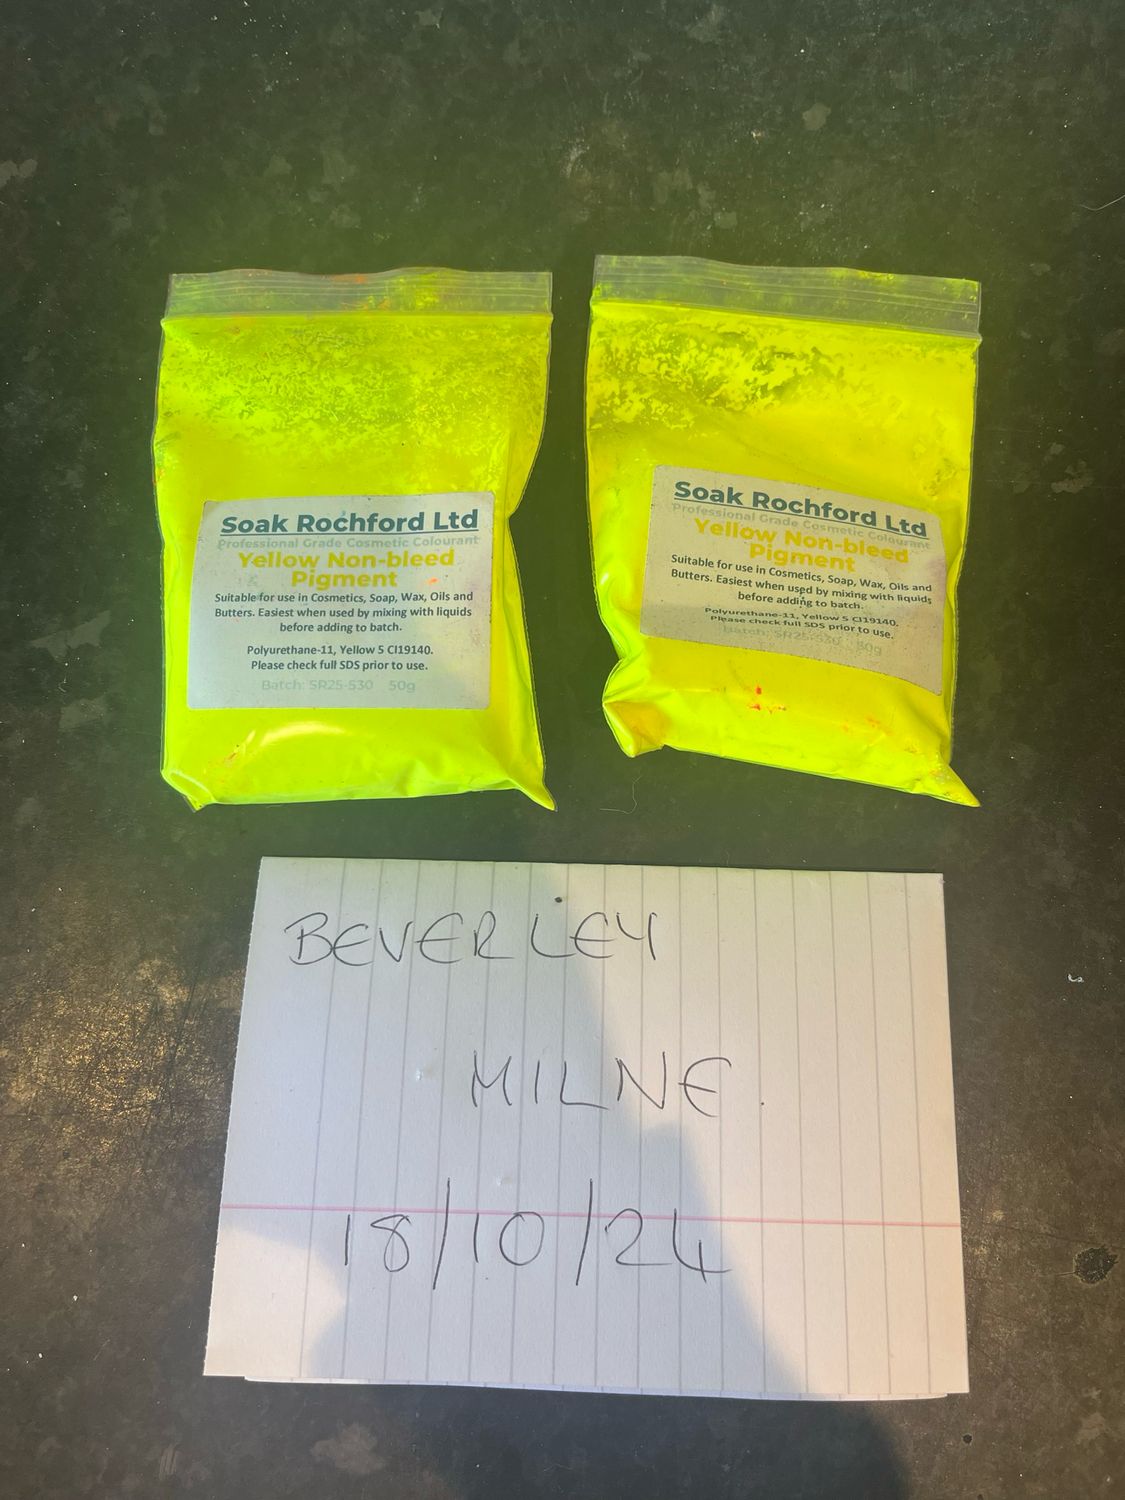 Soak Rochford Ltd
Professional Grade Cosmetic Colourant
Yellow Non-bleed
Pigment
Suitable for use in Cosmetics, Soap, Wax, Oils and
Butters. Easiest when used by mixing with liquids
before adding to batch.
Polyurethane-11, Yellow 5 CI19140.
Please check full SDS prior to use.
Batch: SR25-530 50g
Soak Rochford Ltd
Professional Grade Cosmetic Colourant
Yellow Non-bleed
Pigment
Suitable for use in Cosmetics, Soap, Wax, Oils and
Butters. Easiest when used by mixing with liquids
before adding to batch.
Polyurethane-11, Yellow 5 CI19140.
Please check full SDS prior to use.
Batch: SR25-530 50g
BEVERLEY
MILNE.
18/10/24